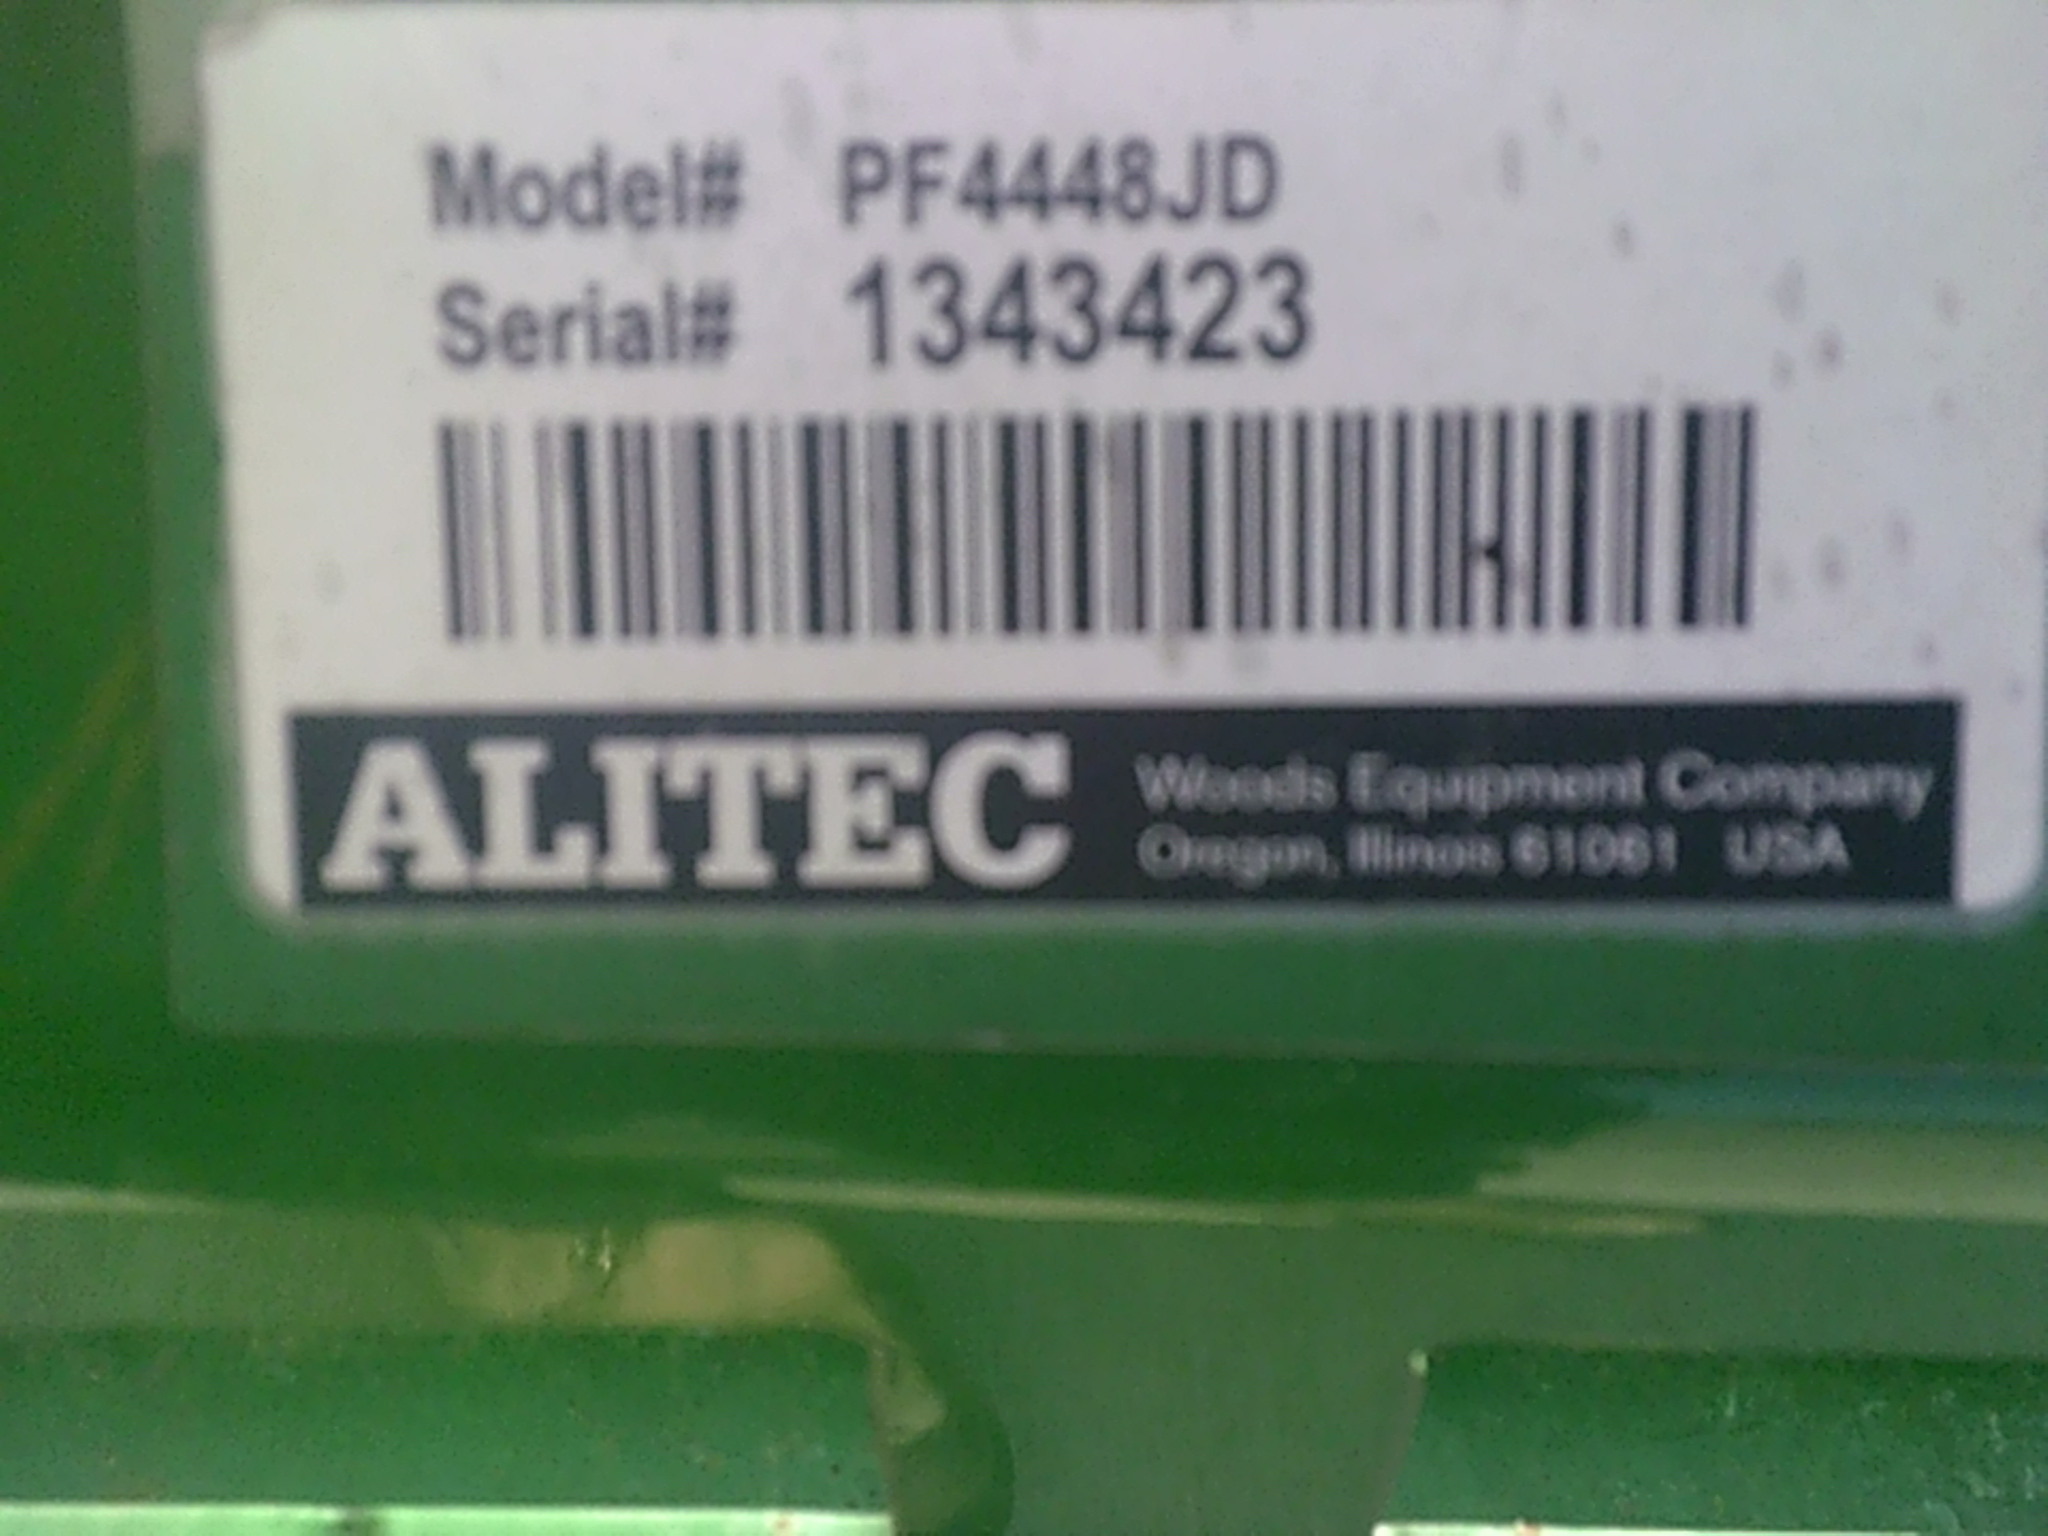 Model# PF4448JD
Serial# 1343423
ALITEC
Woods Equipment Company
Oregon, Illinois 61061 USA